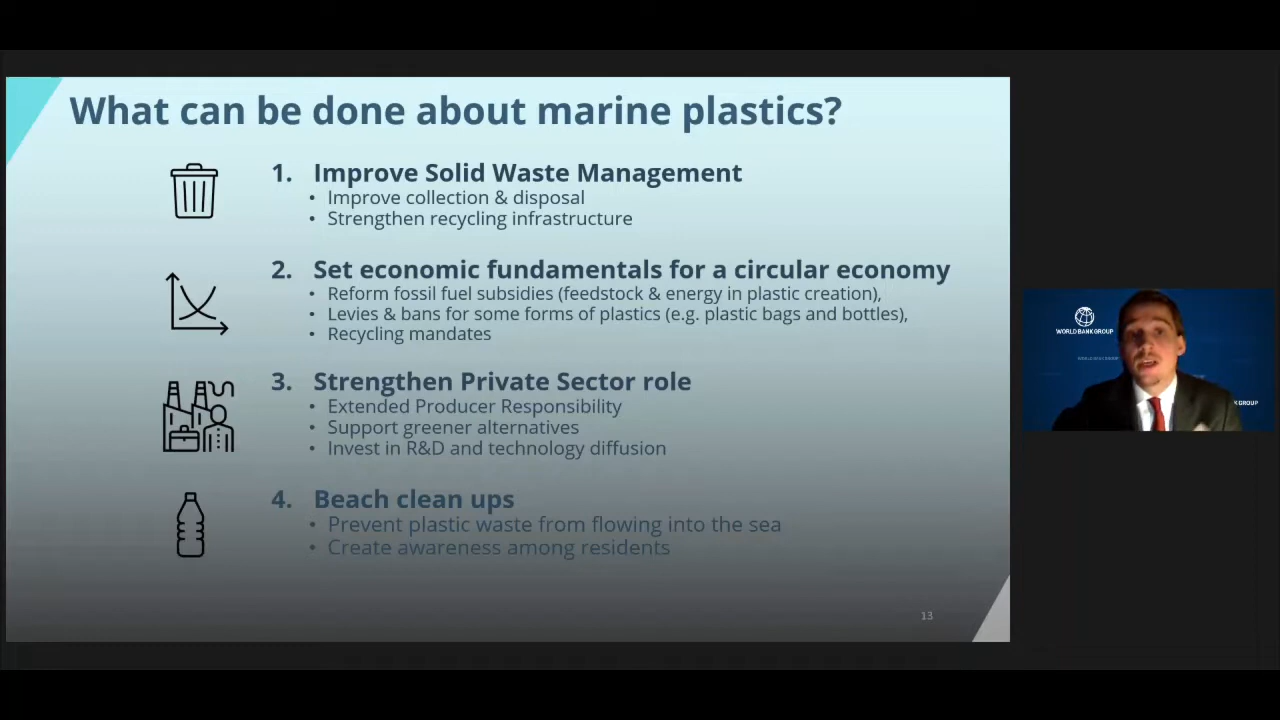 What can be done about marine plastics?
1. Improve Solid Waste Management
• Improve collection & disposal
• Strengthen recycling infrastructure
2. Set economic fundamentals for a circular economy
• Reform fossil fuel subsidies (feedstock & energy in plastic creation),
• Levies & bans for some forms of plastics (e.g. plastic bags and bottles),
• Recycling mandates
3. Strengthen Private Sector role
• Extended Producer Responsibility
• Support greener alternatives
• Invest in R&D and technology diffusion
4. Beach clean ups
• Prevent plastic waste from flowing into the sea
• Create awareness among residents
13
WORLD BANK GROUP
WORLD BANK GROUP
K GROUP